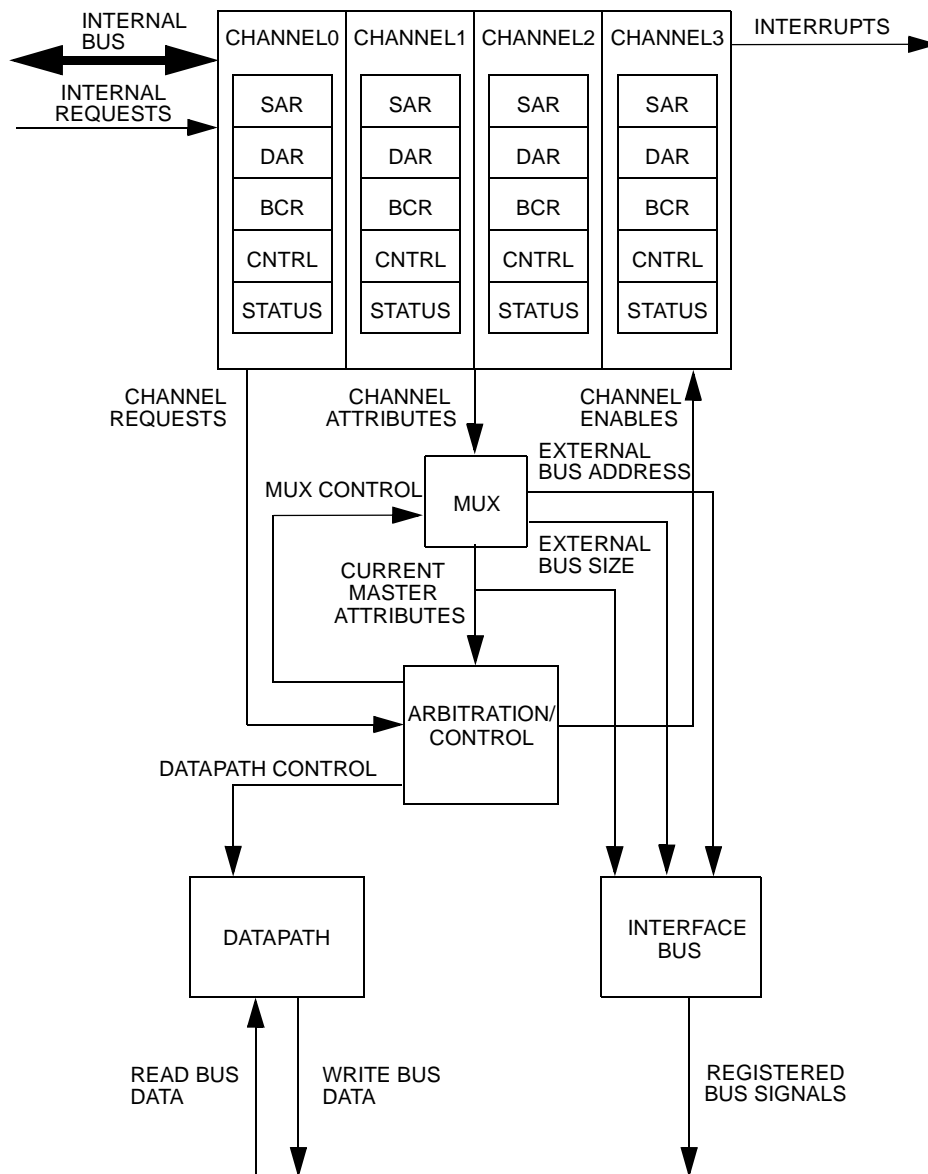 INTERNAL
BUS
CHANNEL0
CHANNEL1
CHANNEL2
CHANNEL3
INTERRUPTS
INTERNAL
REQUESTS
SAR
SAR
SAR
SAR
DAR
DAR
DAR
DAR
BCR
BCR
BCR
BCR
CNTRL
CNTRL
CNTRL
CNTRL
STATUS
STATUS
STATUS
STATUS
CHANNEL
REQUESTS
CHANNEL
ATTRIBUTES
CHANNEL
ENABLES
EXTERNAL
BUS ADDRESS
MUX CONTROL
MUX
EXTERNAL
BUS SIZE
CURRENT
MASTER
ATTRIBUTES
ARBITRATION/
CONTROL
DATAPATH CONTROL
DATAPATH
INTERFACE
BUS
READ BUS
DATA
WRITE BUS
DATA
REGISTERED
BUS SIGNALS